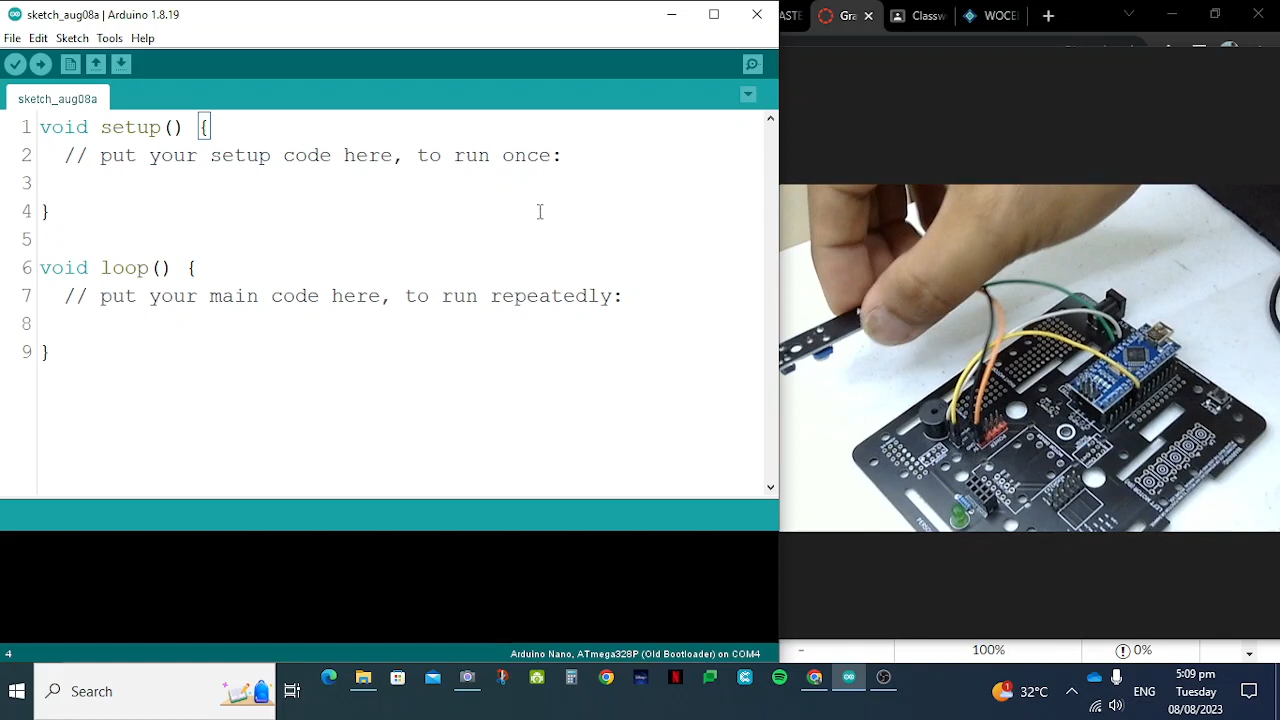 sketch_aug08a | Arduino 1.8.19
File Edit Sketch Tools Help
sketch_aug08a
1 void setup() {
2 // put your setup code here, to run once:
3
4 }
5
6 void loop() {
7 // put your main code here, to run repeatedly:
8
9 }
4
Arduino Nano, ATmega328P (Old Bootloader) on COM4
ASTE
Gra
Classw
WOCE
POWER
100%
0%
Search
32°C
ENG
5:09 pm
Tuesday
08/08/2023